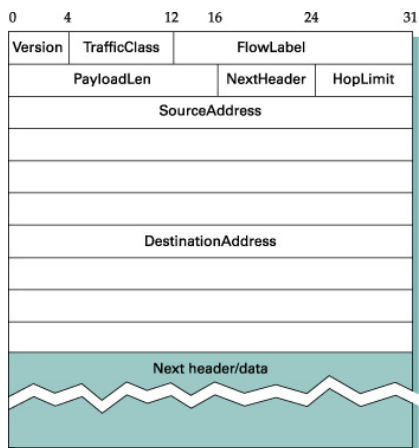 0 4 12 16 24 31
Version TrafficClass FlowLabel
PayloadLen NextHeader HopLimit
SourceAddress
DestinationAddress
Next header/data